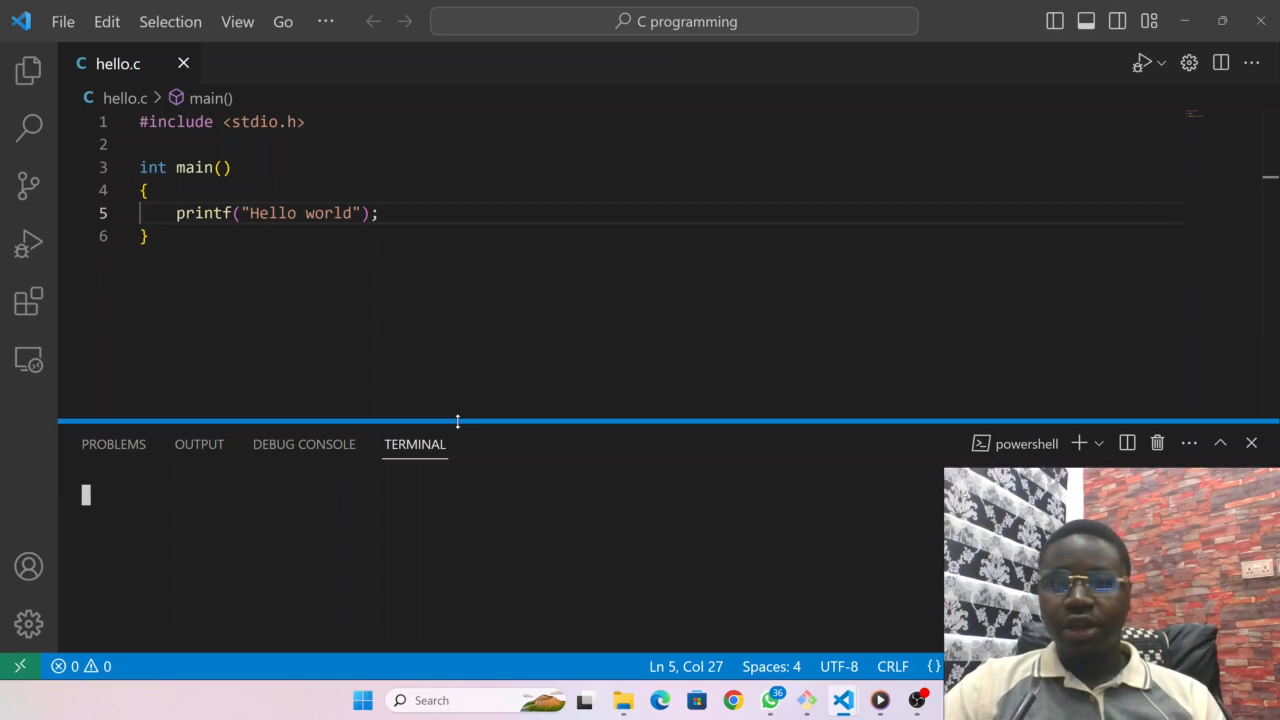 File Edit Selection View Go ···
C programming
C hello.c
C hello.c > main()
1 #include <stdio.h>
2
3 int main()
4 {
5 printf("Hello world");
6 }
PROBLEMS OUTPUT DEBUG CONSOLE TERMINAL
powershell
0 0 Ln 5, Col 27 Spaces: 4 UTF-8 CRLF {}
Search 36